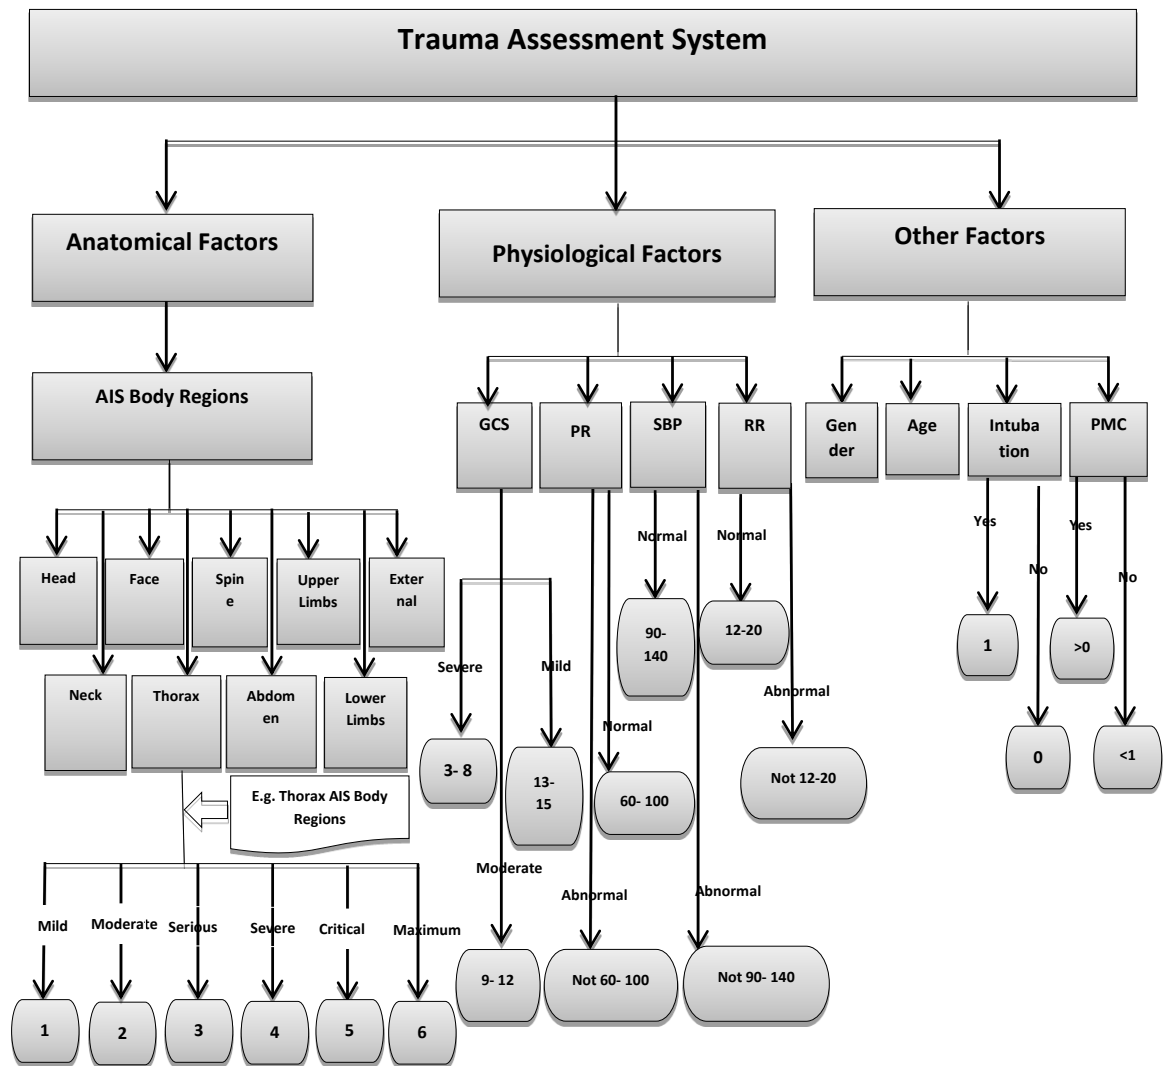 Trauma Assessment System
Anatomical Factors
Physiological Factors
Other Factors
AIS Body Regions
GCS
PR
SBP
RR
Gen
der
Age
Intuba
tion
PMC
Head
Face
Spin
e
Upper
Limbs
Exter
nal
Neck
Thorax
Abdom
en
Lower
Limbs
E.g. Thorax AIS Body
Regions
Mild
Moderate
Serious
Severe
Critical
Maximum
1
2
3
4
5
6
Severe
Mild
Moderate
3- 8
13-
15
9- 12
Normal
Abnormal
60- 100
Not 60- 100
Normal
Abnormal
90-
140
Not 90- 140
Normal
Abnormal
12-20
Not 12-20
Yes
No
1
0
Yes
No
>0
<1